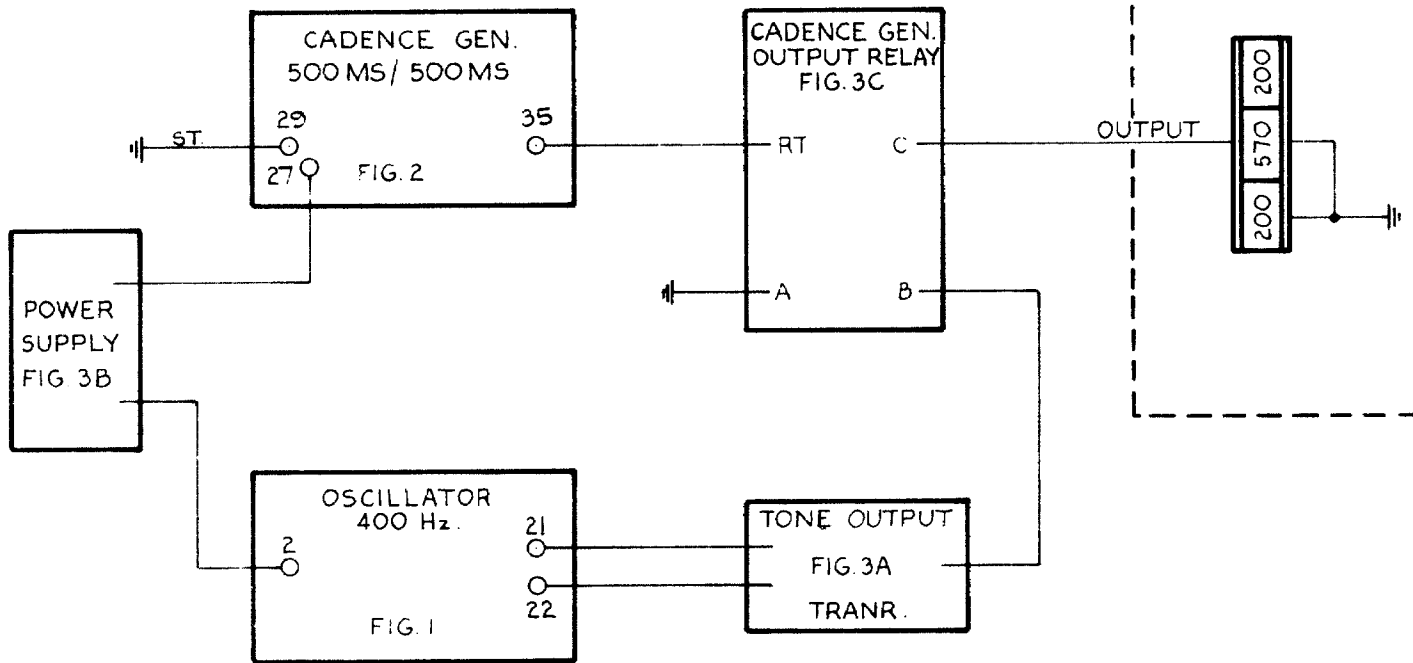 CADENCE GEN.
500 MS/ 500 MS
29
35
ST.
27
FIG. 2
CADENCE GEN.
OUTPUT RELAY
FIG. 3C
RT
C
A
B
OUTPUT
200
570
200
POWER
SUPPLY
FIG 3B
OSCILLATOR
400 Hz.
2
21
22
FIG. 1
TONE OUTPUT
FIG. 3A
TRANR.